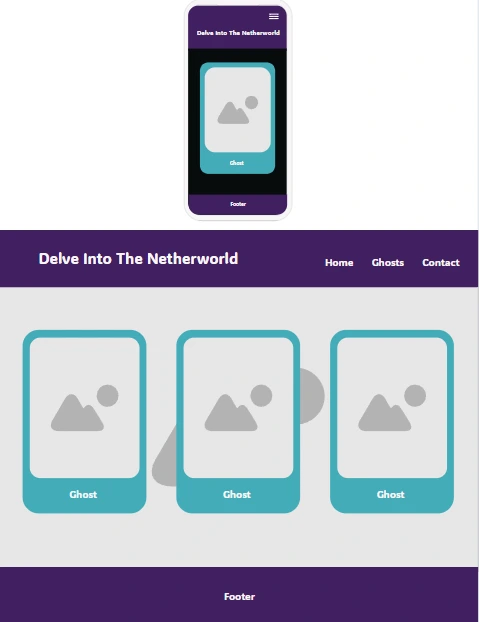 Delve Into The Netherworld
Ghost
Footer
Delve Into The Netherworld
Home Ghosts Contact
Ghost Ghost Ghost
Footer